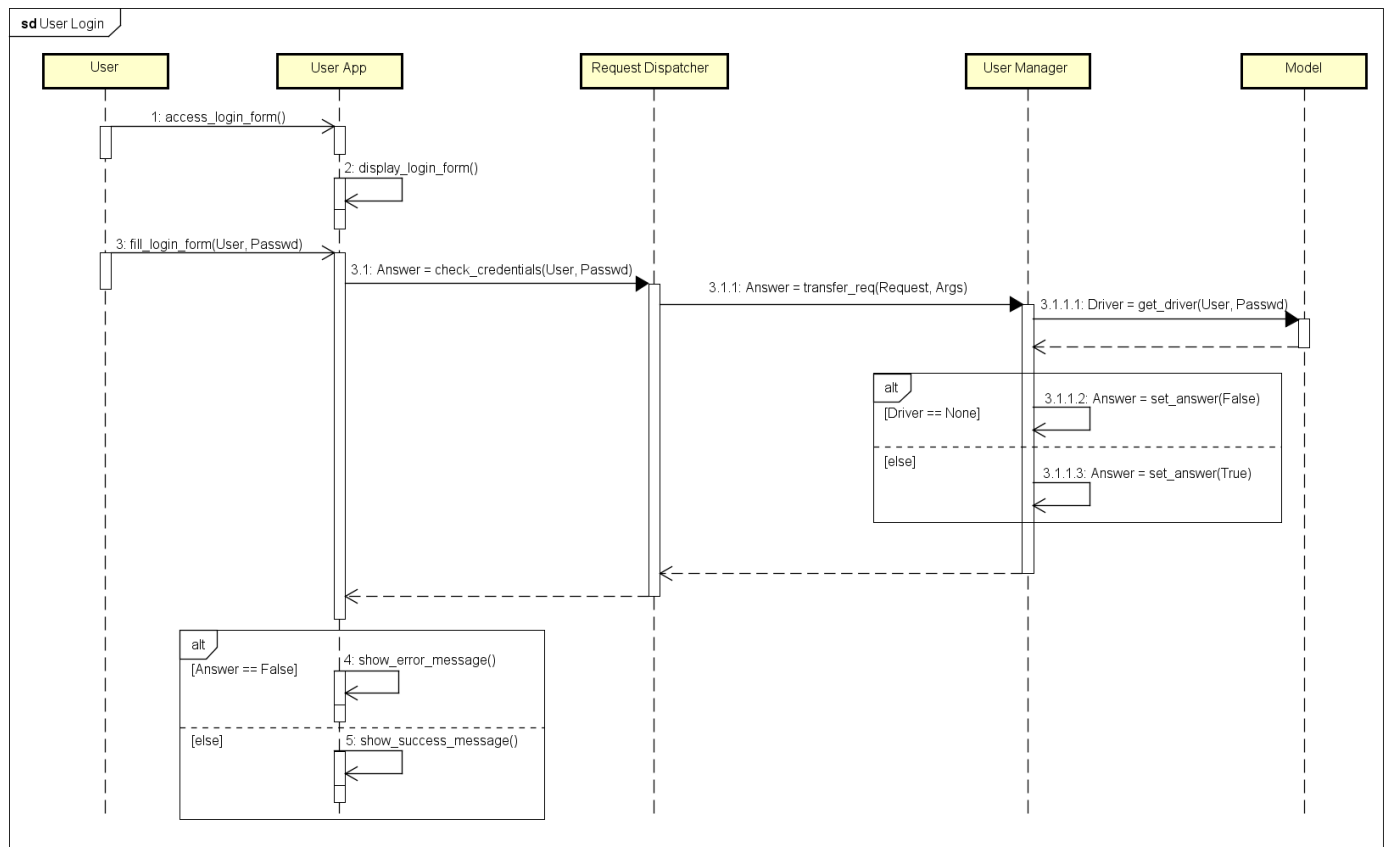 sd User Login
User
User App
Request Dispatcher
User Manager
Model
1: access_login_form()
2: display_login_form()
3: fill_login_form(User, Passwd)
3.1: Answer = check_credentials(User, Passwd)
3.1.1: Answer = transfer_req(Request, Args)
3.1.1.1: Driver = get_driver(User, Passwd)
alt
[Driver == None]
3.1.1.2: Answer = set_answer(False)
[else]
3.1.1.3: Answer = set_answer(True)
alt
[Answer == False]
4: show_error_message()
[else]
5: show_success_message()